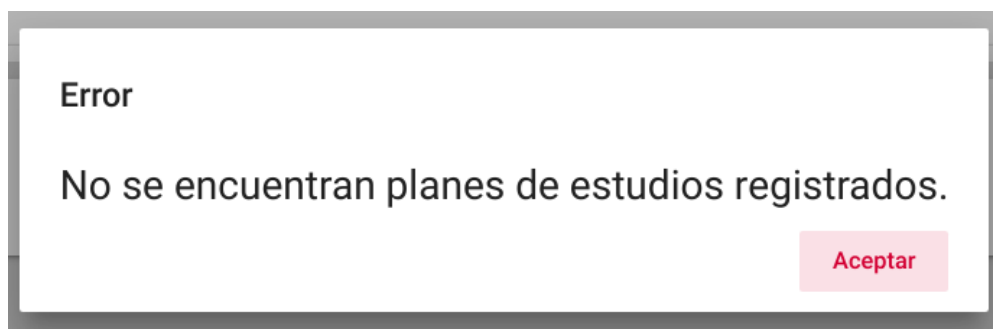 Error
No se encuentran planes de estudios registrados.
Aceptar